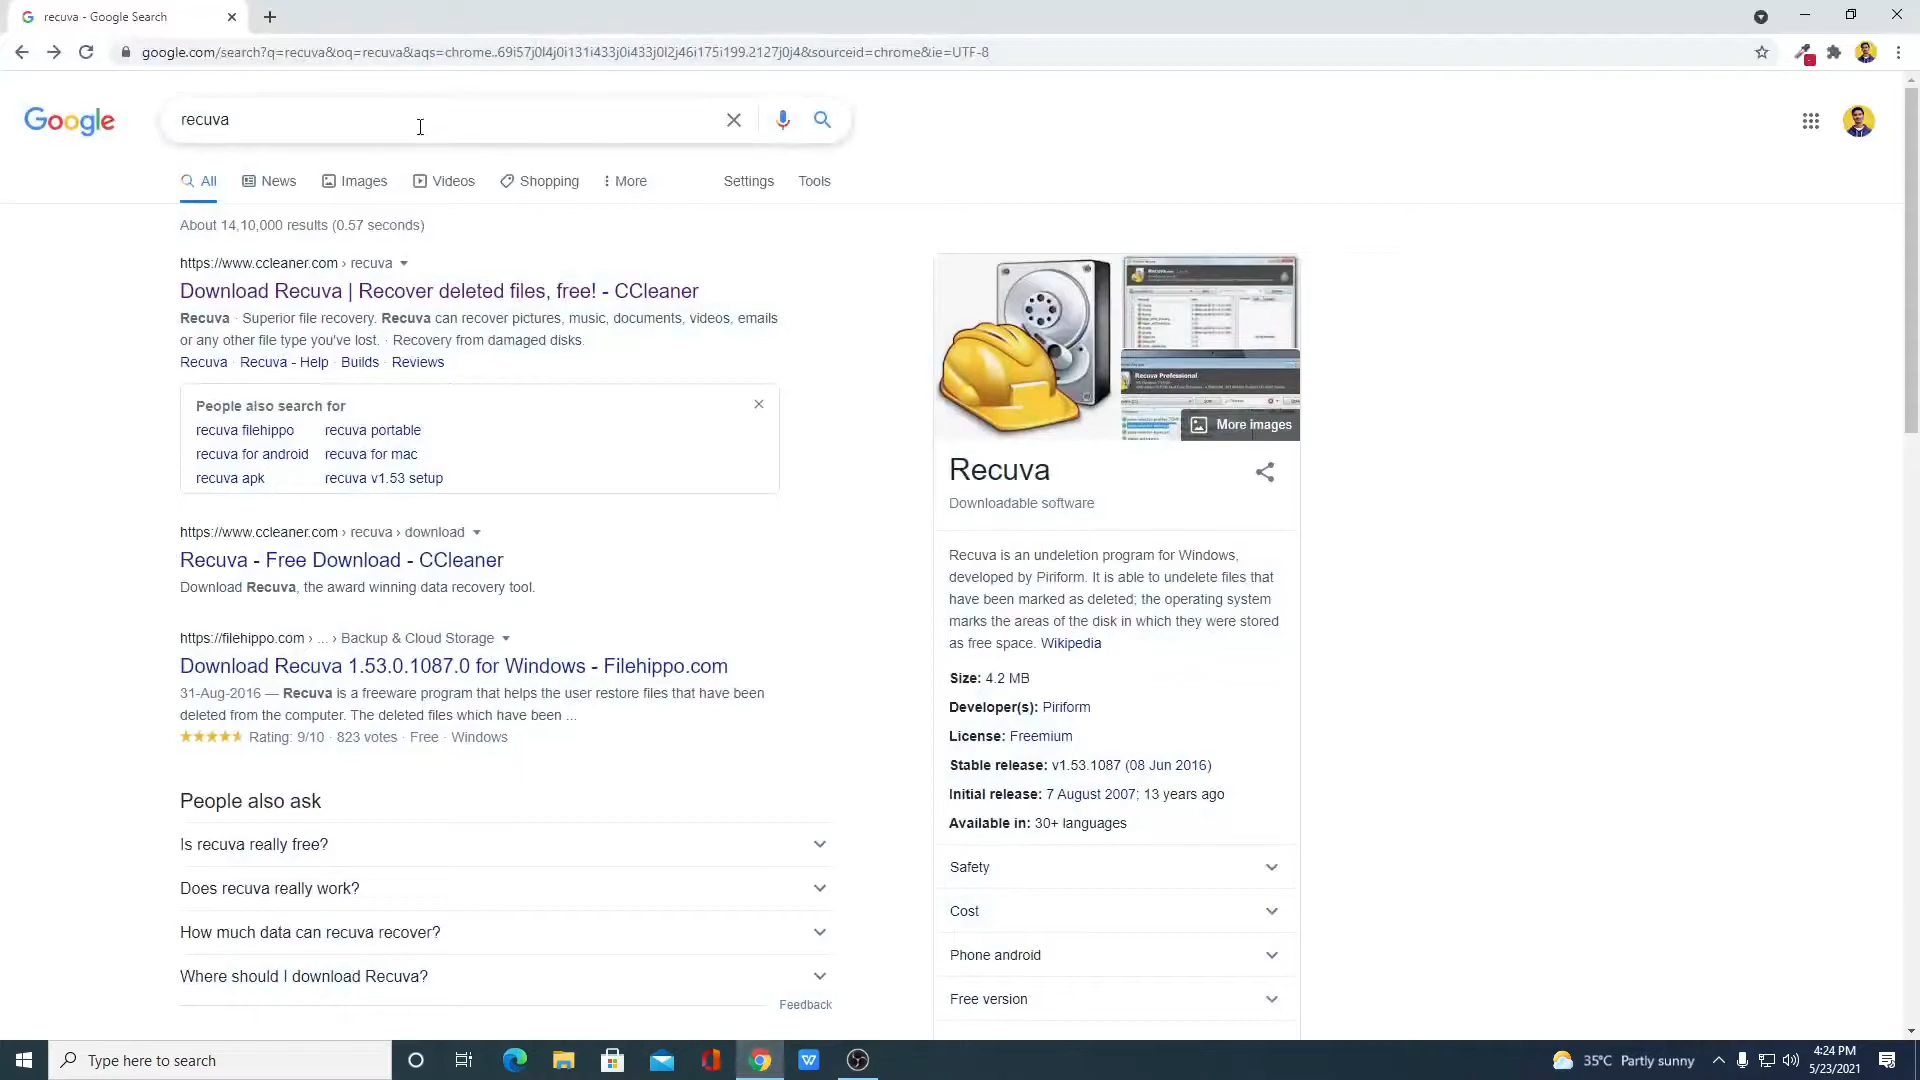 recuva - Google Search
google.com/search?q=recuva&oq=recuva&aqs=chrome..69i57j0l4j0i131i433j0i433j0l2j46i175i199.2127j0j4&sourceid=chrome&ie=UTF-8
Google
recuva
All
News
Images
Videos
Shopping
More
Settings
Tools
About 14,10,000 results (0.57 seconds)
https://www.ccleaner.com › recuva
Download Recuva | Recover deleted files, free! - CCleaner
Recuva · Superior file recovery. Recuva can recover pictures, music, documents, videos, emails
or any other file type you've lost. · Recovery from damaged disks.
Recuva · Recuva - Help · Builds · Reviews
People also search for
recuva filehippo
recuva portable
recuva for android
recuva for mac
recuva apk
recuva v1.53 setup
https://www.ccleaner.com › recuva › download
Recuva - Free Download - CCleaner
Download Recuva, the award winning data recovery tool.
https://filehippo.com › ... › Backup & Cloud Storage
Download Recuva 1.53.0.1087.0 for Windows - Filehippo.com
31-Aug-2016 — Recuva is a freeware program that helps the user restore files that have been
deleted from the computer. The deleted files which have been ...
Rating: 9/10 · 823 votes · Free · Windows
People also ask
Is recuva really free?
Does recuva really work?
How much data can recuva recover?
Where should I download Recuva?
Feedback
Recuva Professional
More images
Recuva
Downloadable software
Recuva is an undeletion program for Windows,
developed by Piriform. It is able to undelete files that
have been marked as deleted; the operating system
marks the areas of the disk in which they were stored
as free space. Wikipedia
Size: 4.2 MB
Developer(s): Piriform
License: Freemium
Stable release: v1.53.1087 (08 Jun 2016)
Initial release: 7 August 2007; 13 years ago
Available in: 30+ languages
Safety
Cost
Phone android
Free version
Type here to search
35°C Partly sunny
4:24 PM
5/23/2021